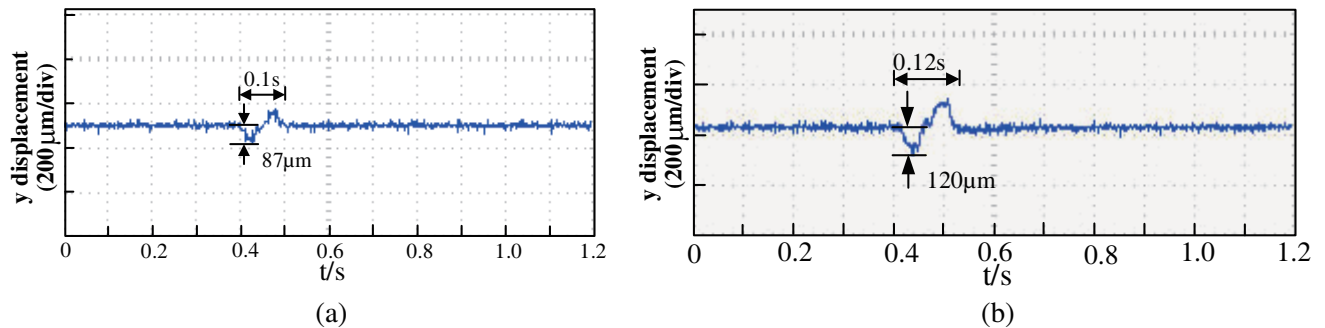 y displacement
(200μm/div)
0.1s
87μm
0 0.2 0.4 0.6 0.8 1.0 1.2
t/s
(a)
y displacement
(200μm/div)
0.12s
120μm
0 0.2 0.4 0.6 0.8 1.0 1.2
t/s
(b)